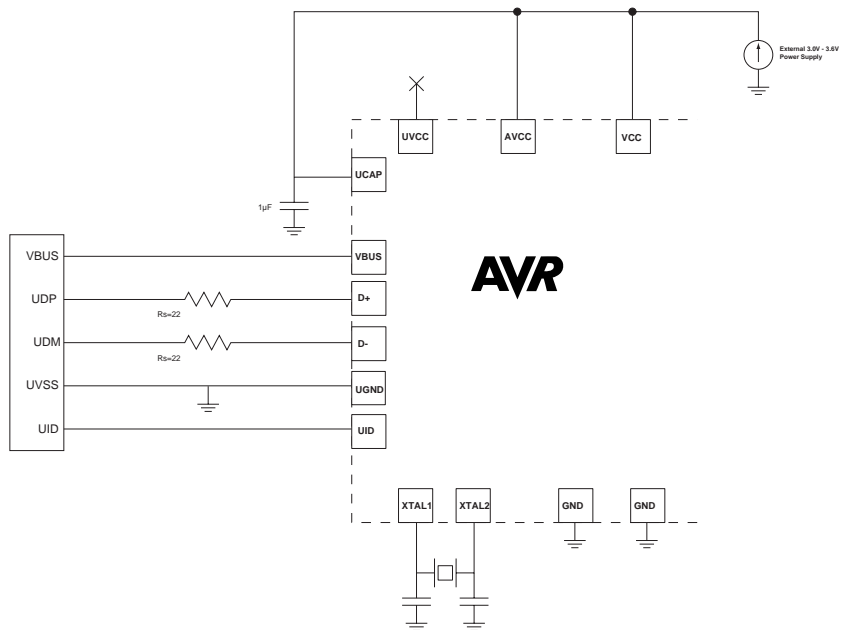 External 3.0V - 3.6V
Power Supply
UVCC
AVCC
VCC
UCAP
1µF
VBUS
VBUS
UDP
Rs=22
D+
UDM
Rs=22
D-
UVSS
UGND
UID
UID
AVR
XTAL1
XTAL2
GND
GND